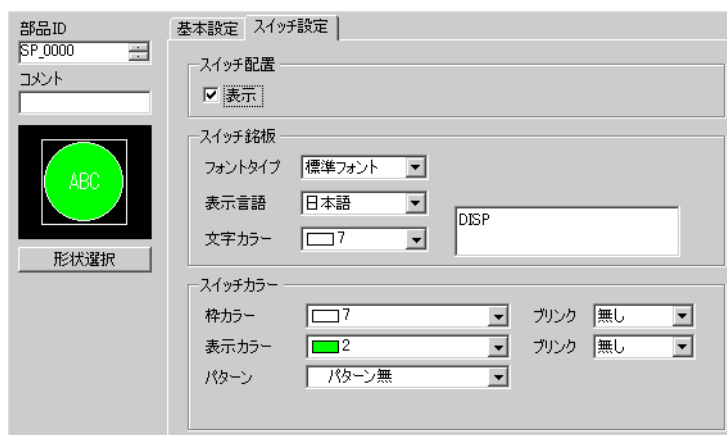 部品ID
SP_0000
コメント
ABC
形状選択
基本設定
スイッチ設定
スイッチ配置
表示
スイッチ銘板
フォントタイプ 標準フォント
表示言語 日本語
文字カラー 7
DISP
スイッチカラー
枠カラー 7 ブリンク 無し
表示カラー 2 ブリンク 無し
パターン パターン無